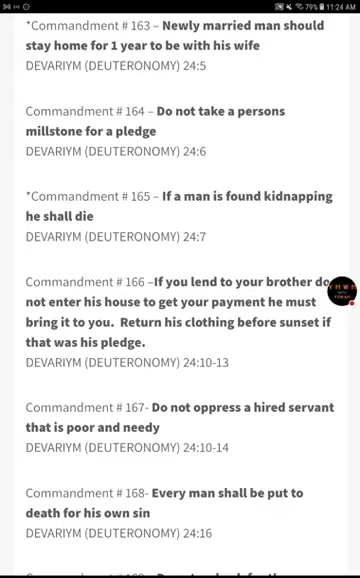 79% 11:24 AM
*Commandment # 163 – Newly married man should
stay home for 1 year to be with his wife
DEVARIYM (DEUTERONOMY) 24:5
Commandment # 164 – Do not take a persons
millstone for a pledge
DEVARIYM (DEUTERONOMY) 24:6
*Commandment # 165 – If a man is found kidnapping
he shall die
DEVARIYM (DEUTERONOMY) 24:7
Commandment # 166 –If you lend to your brother do
not enter his house to get your payment he must
bring it to you.  Return his clothing before sunset if
that was his pledge.
DEVARIYM (DEUTERONOMY) 24:10-13
Commandment # 167- Do not oppress a hired servant
that is poor and needy
DEVARIYM (DEUTERONOMY) 24:10-14
Commandment # 168- Every man shall be put to
death for his own sin
DEVARIYM (DEUTERONOMY) 24:16